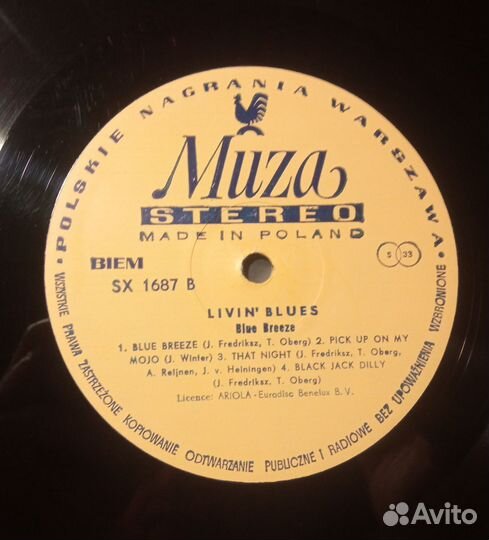 • POLSKIE NAGRANIA WARSZAWA •
Muza
STEREO
MADE IN POLAND
BIEM
S 33
SX 1687 B
LIVIN' BLUES
Blue Breeze
1. BLUE BREEZE (J. Fredriksz, T. Oberg) 2. PICK UP ON MY
MOJO (J. Winter) 3. THAT NIGHT (J. Fredriksz, T. Oberg,
A. Reijnen, J. v. Heiningen) 4. BLACK JACK DILLY
(J. Fredriksz, T. Oberg)
Licence: ARIOLA - Eurodisc Benelux B. V.
WSZYSTKIE PRAWA ZASTRZEŻONE KOPIOWANIE ODTWARZANIE PUBLICZNE I RADIOWE BEZ UPOWAŻNIENIA WZBRONIONE
Avito